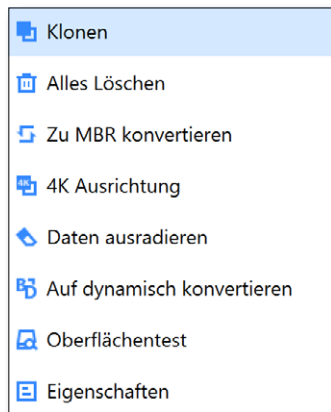 Klonen
Alles Löschen
Zu MBR konvertieren
4K Ausrichtung
Daten ausradieren
Auf dynamisch konvertieren
Oberflächentest
Eigenschaften